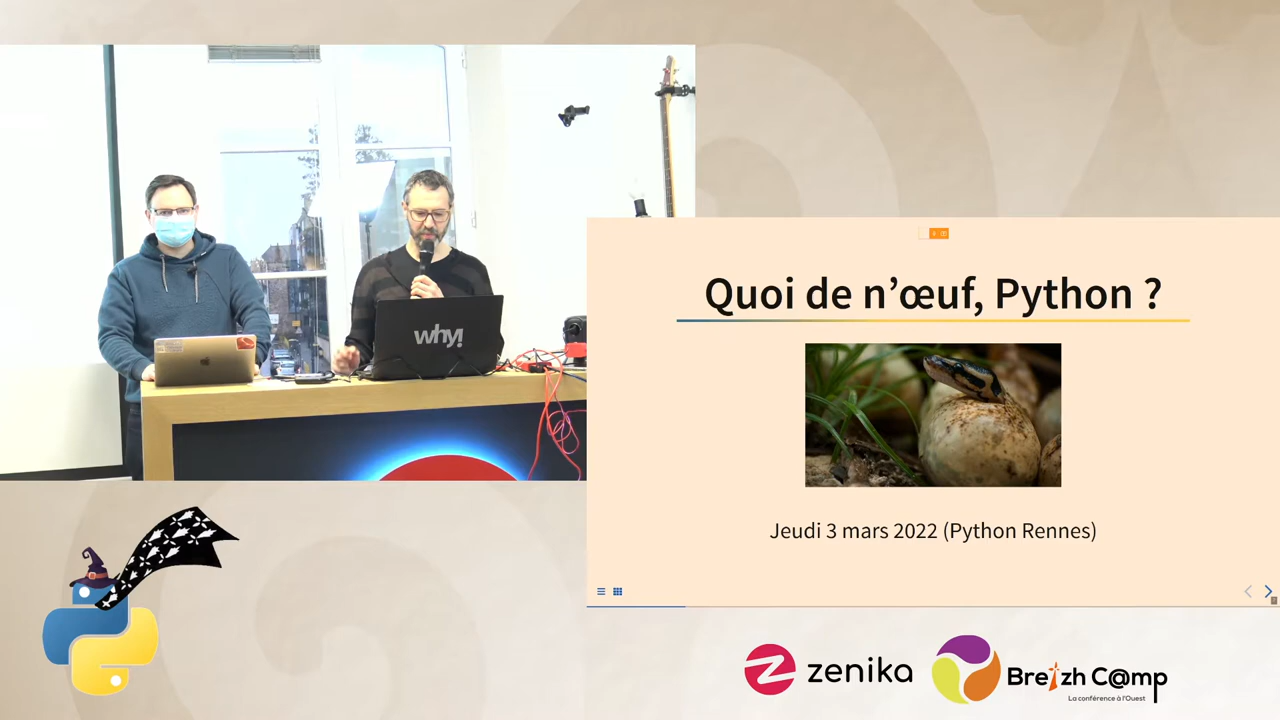 why!
Quoi de n’œuf, Python ?
Jeudi 3 mars 2022 (Python Rennes)
zenika
Breizh C@mp
La conférence à l'Ouest